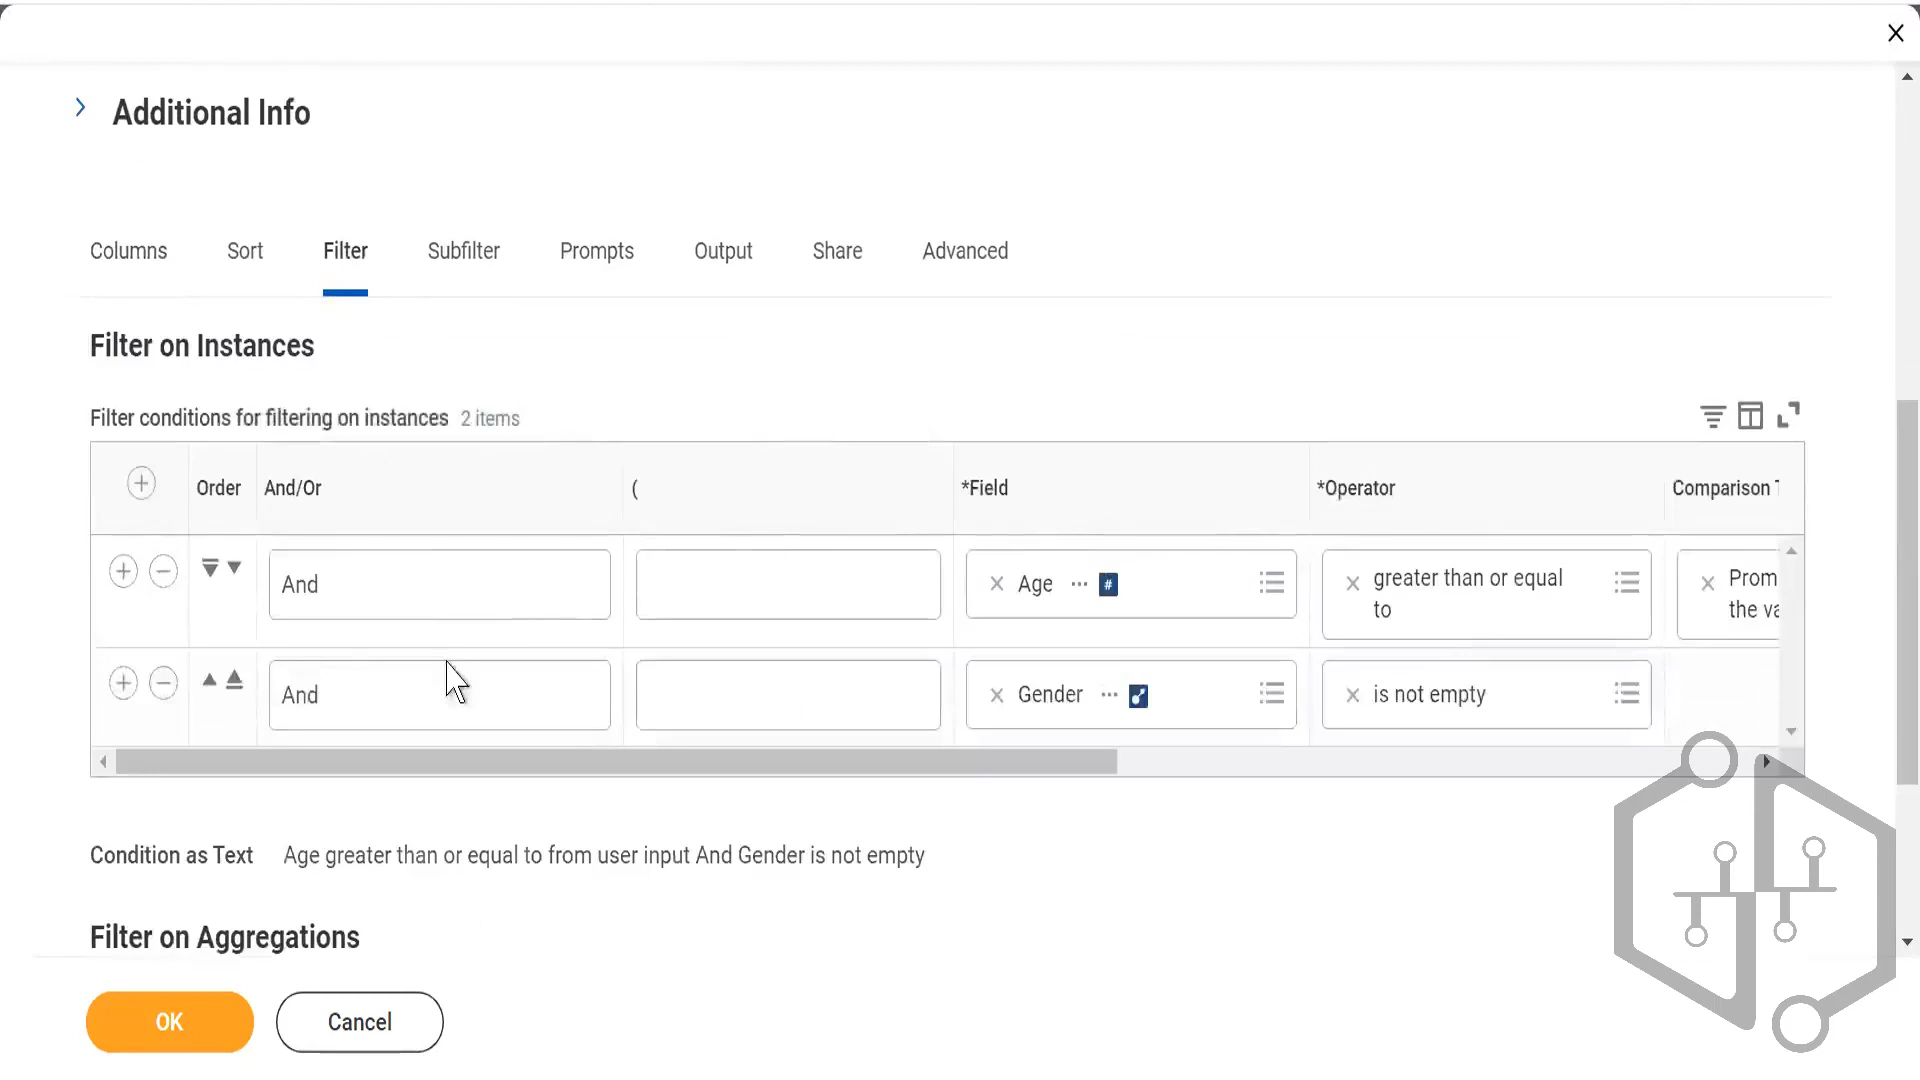 Additional Info
Columns Sort Filter Subfilter Prompts Output Share Advanced
Filter on Instances
Filter conditions for filtering on instances 2 items
Order And/Or ( *Field *Operator Comparison
And Age ... # greater than or equal
to Prom
the va
And Gender ... is not empty
Condition as Text Age greater than or equal to from user input And Gender is not empty
Filter on Aggregations
OK Cancel